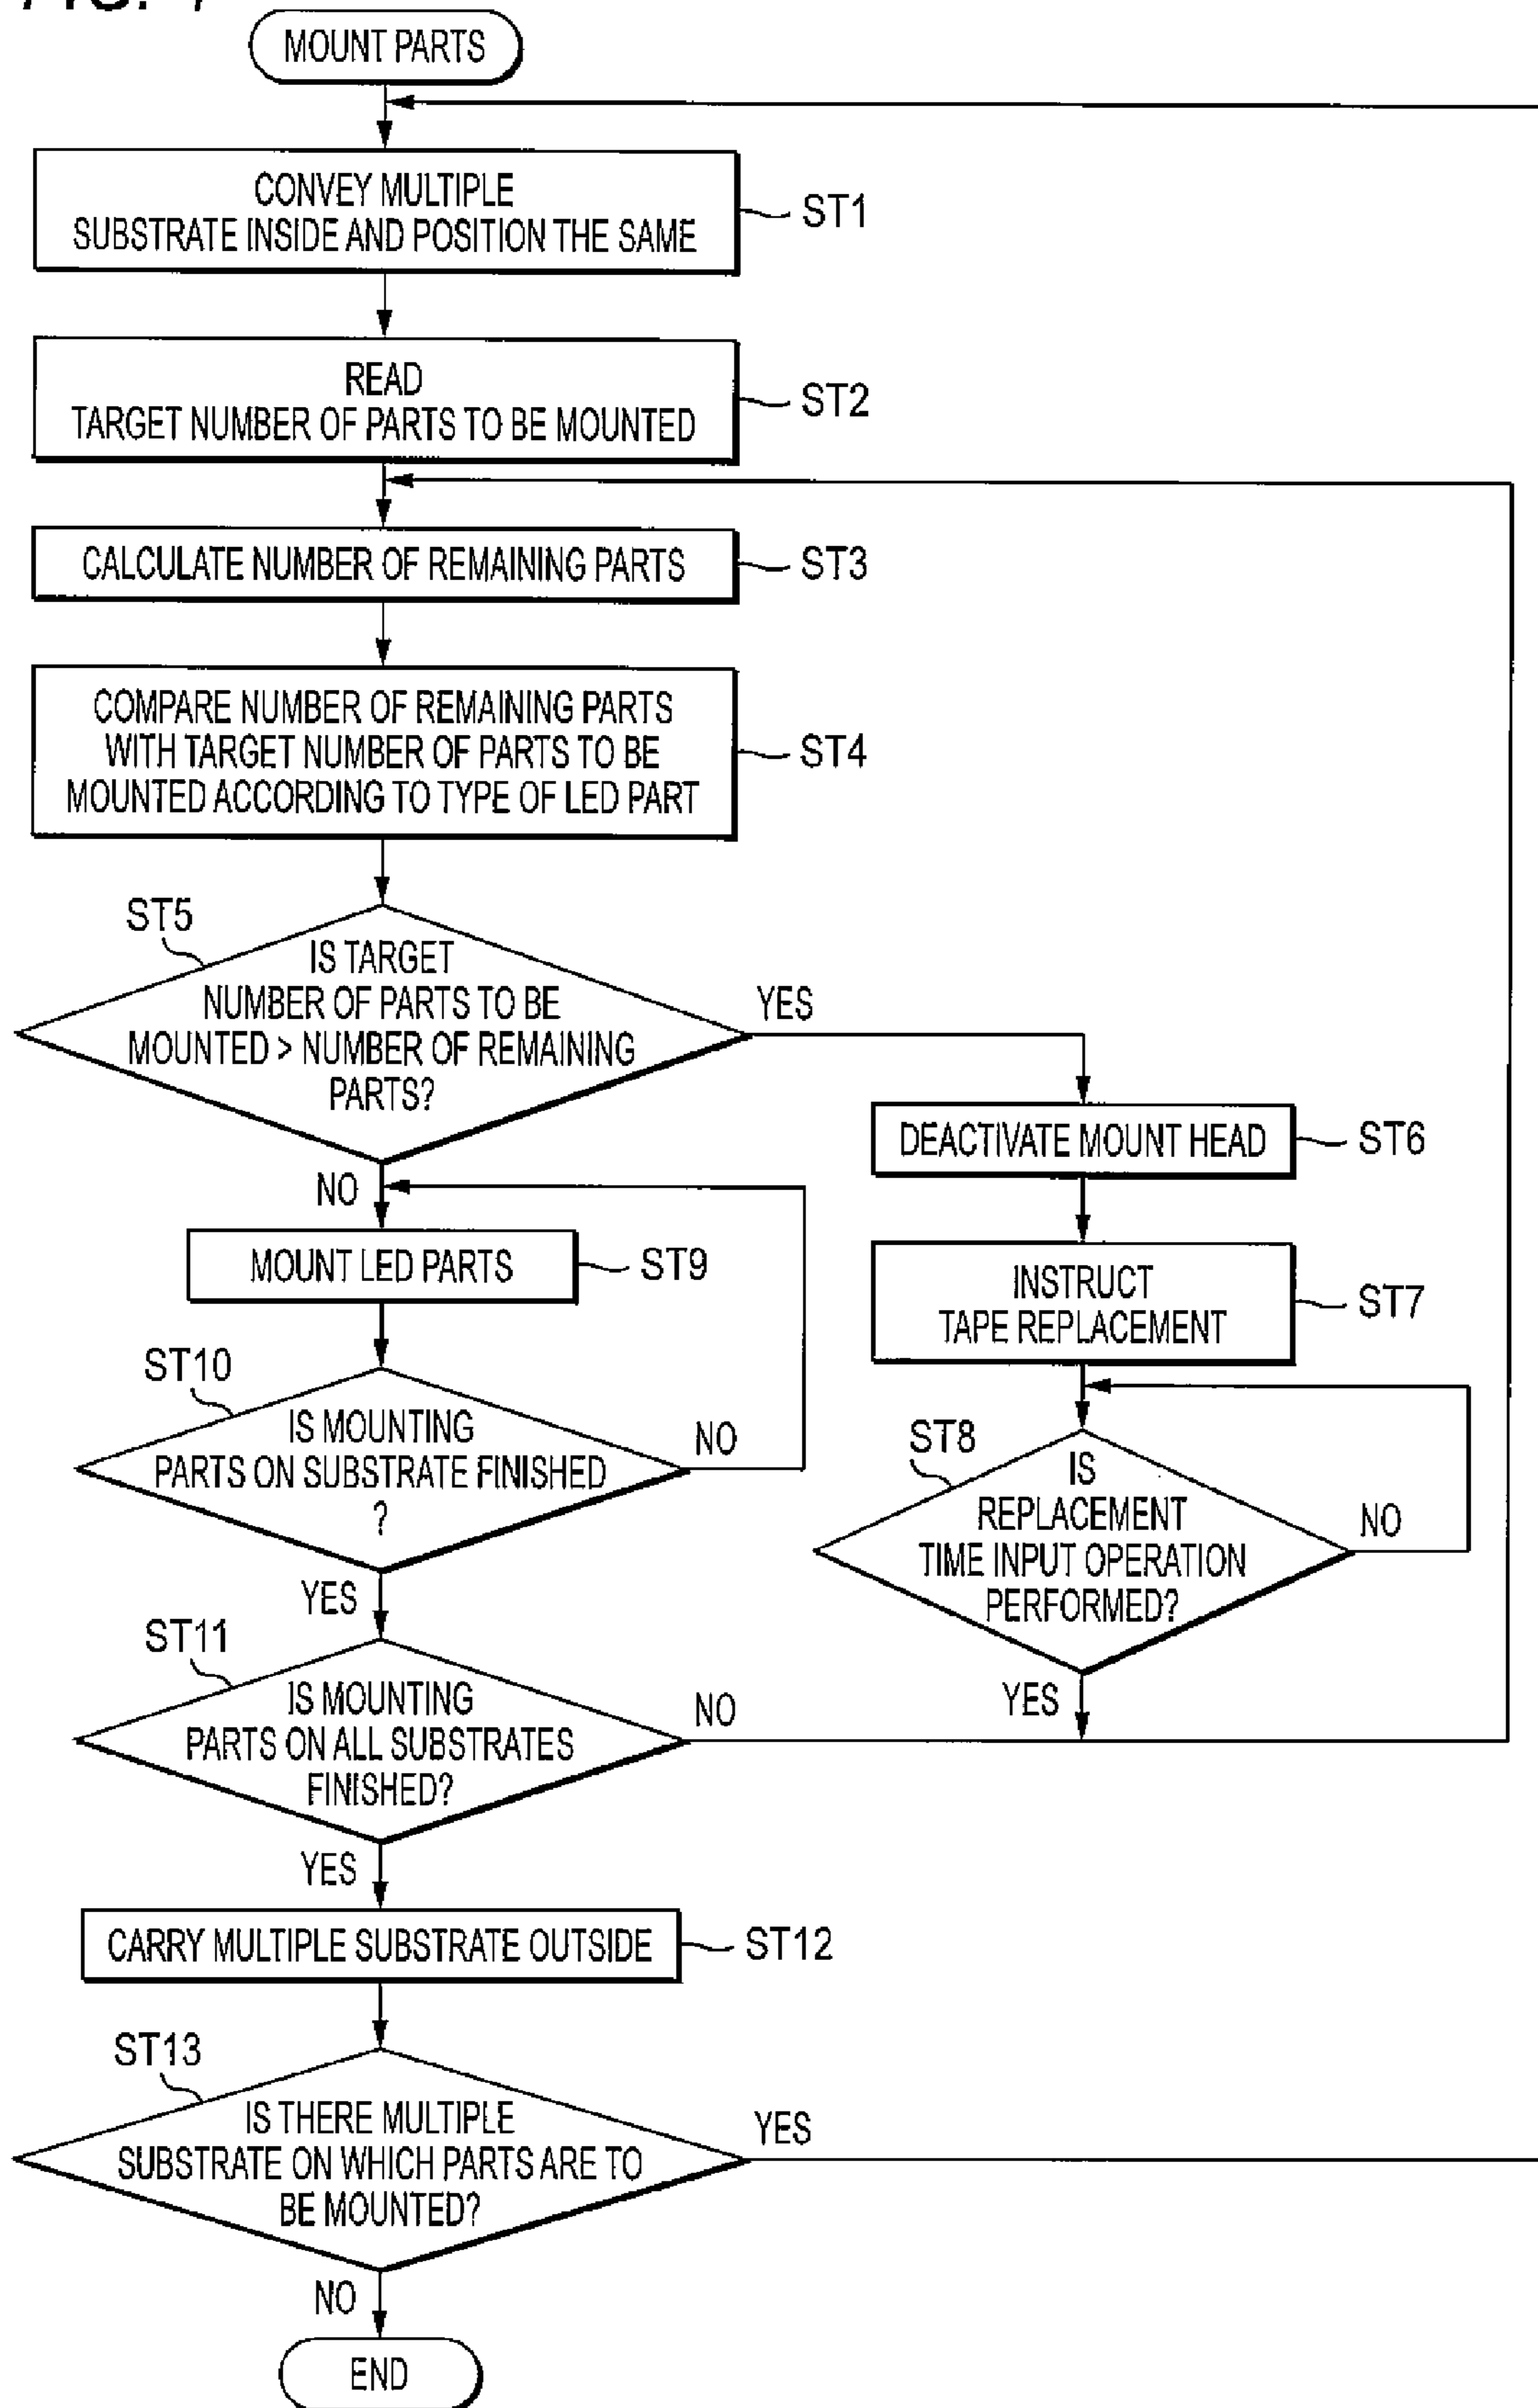 MOUNT PARTS
CONVEY MULTIPLE
SUBSTRATE INSIDE AND POSITION THE SAME
ST1
READ
TARGET NUMBER OF PARTS TO BE MOUNTED
ST2
CALCULATE NUMBER OF REMAINING PARTS
ST3
COMPARE NUMBER OF REMAINING PARTS
WITH TARGET NUMBER OF PARTS TO BE
MOUNTED ACCORDING TO TYPE OF LED PART
ST4
ST5
IS TARGET
NUMBER OF PARTS TO BE
MOUNTED > NUMBER OF REMAINING
PARTS?
YES
NO
DEACTIVATE MOUNT HEAD
ST6
INSTRUCT
TAPE REPLACEMENT
ST7
ST8
IS
REPLACEMENT
TIME INPUT OPERATION
PERFORMED?
NO
YES
MOUNT LED PARTS
ST9
ST10
IS MOUNTING
PARTS ON SUBSTRATE FINISHED
?
NO
YES
ST11
IS MOUNTING
PARTS ON ALL SUBSTRATES
FINISHED?
NO
YES
CARRY MULTIPLE SUBSTRATE OUTSIDE
ST12
ST13
IS THERE MULTIPLE
SUBSTRATE ON WHICH PARTS ARE TO
BE MOUNTED?
YES
NO
END